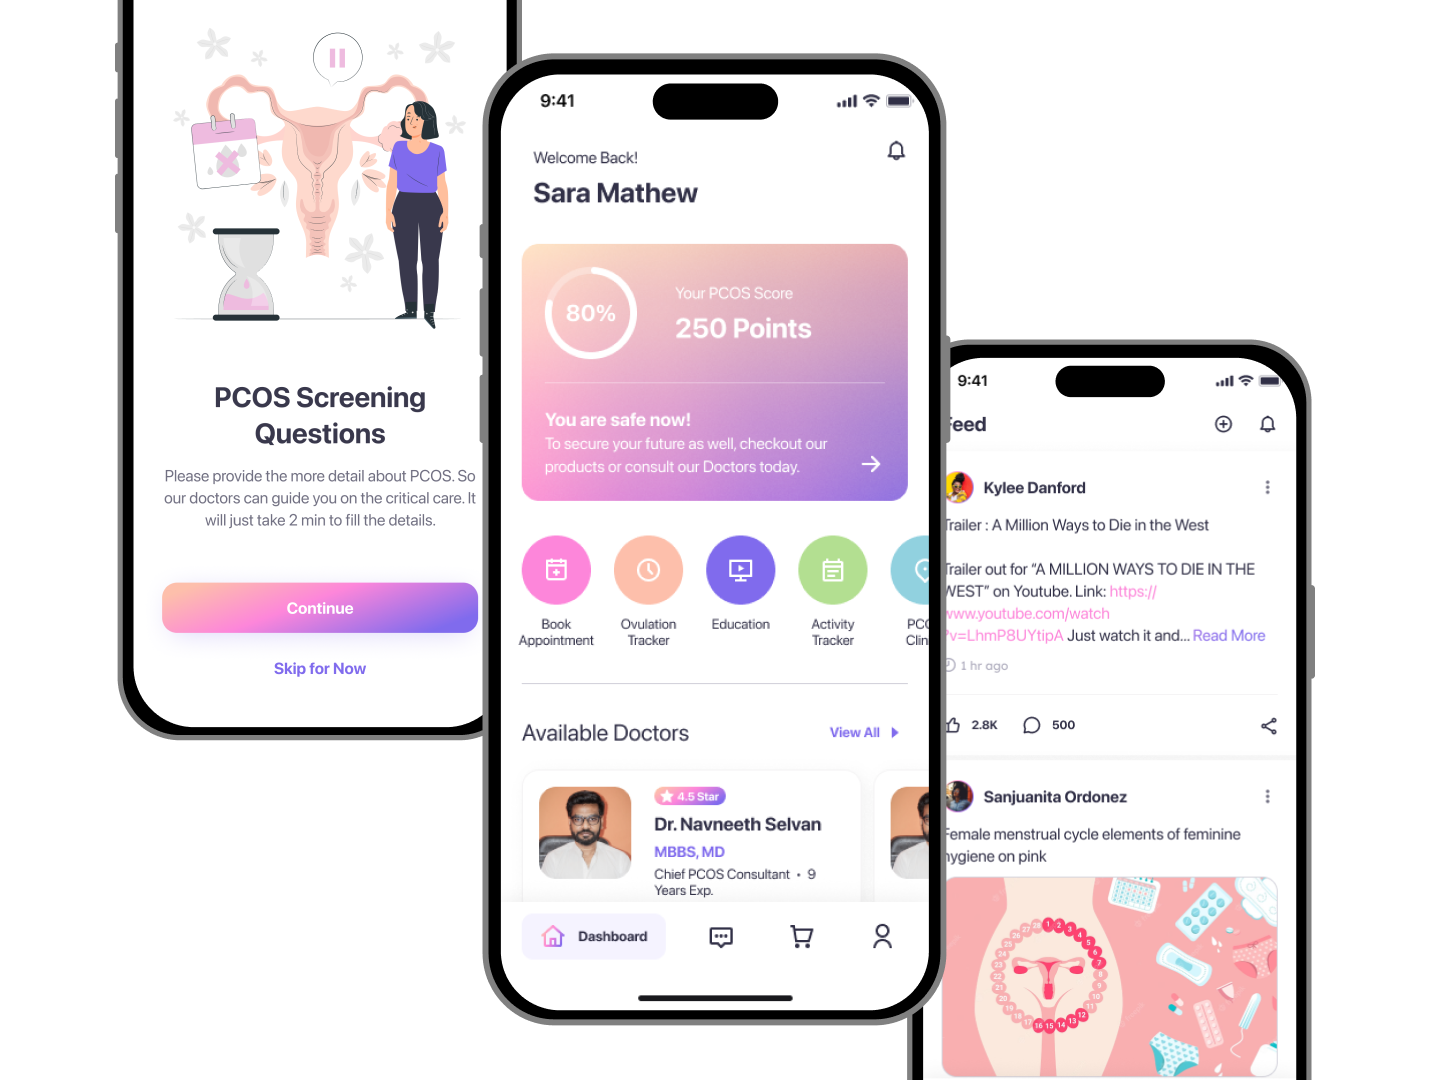 PCOS Screening
Questions
Please provide the more detail about PCOS. So
our doctors can guide you on the critical care. It
will just take 2 min to fill the details.
Continue
Skip for Now
9:41
Welcome Back!
Sara Mathew
80%
Your PCOS Score
250 Points
You are safe now!
To secure your future as well, checkout our
products or consult our Doctors today.
Book
Appointment
Ovulation
Tracker
Education
Activity
Tracker
PCO
Clin
Available Doctors
View All
4.5 Star
Dr. Navneeth Selvan
MBBS, MD
Chief PCOS Consultant • 9
Years Exp.
Dashboard
9:41
Feed
Kylee Danford
Trailer : A Million Ways to Die in the West
Trailer out for “A MILLION WAYS TO DIE IN THE
WEST” on Youtube. Link: https://
www.youtube.com/watch
?v=LhmP8UYtipA Just watch it and... Read More
1 hr ago
2.8K
500
Sanjuanita Ordonez
Female menstrual cycle elements of feminine
hygiene on pink